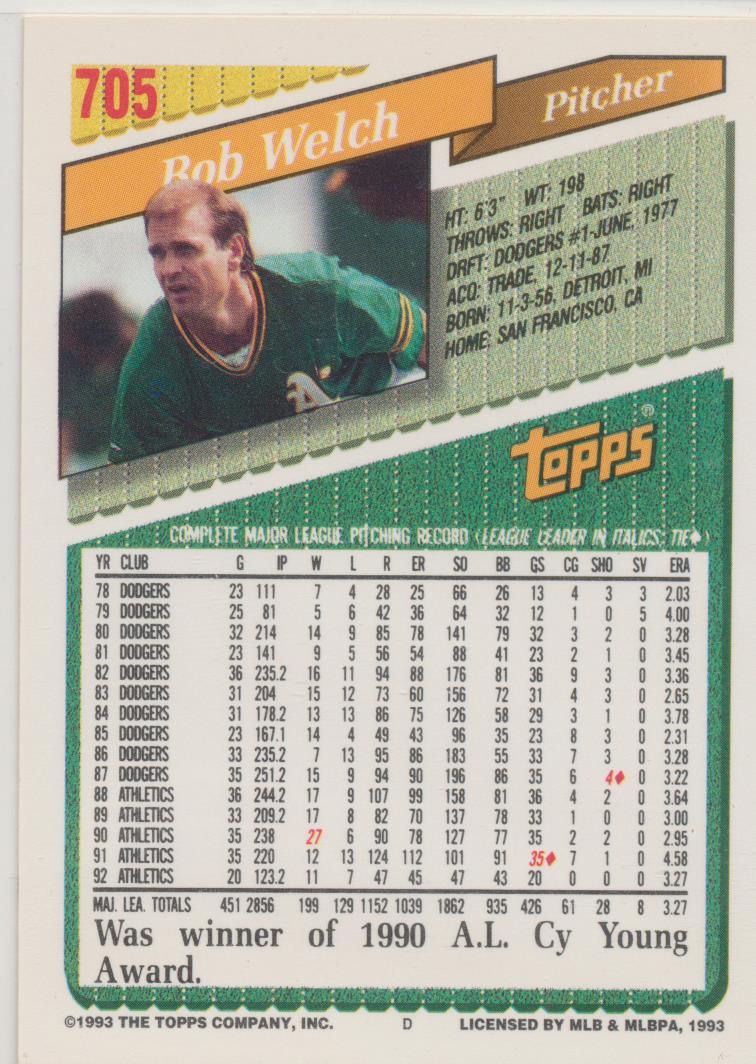 705
Bob Welch
Pitcher
HT: 6'3" WT: 198
THROWS: RIGHT BATS: RIGHT
DRFT: DODGERS #1-JUNE, 1977
ACQ: TRADE, 12-11-87
BORN: 11-3-56, DETROIT, MI
HOME: SAN FRANCISCO, CA
A
Topps®
COMPLETE MAJOR LEAGUE PITCHING RECORD (LEAGUE LEADER IN ITALICS; TIE♦)
YR CLUB G IP W L R ER SO BB GS CG SHO SV ERA
78 DODGERS 23 111 7 4 28 25 66 26 13 4 3 3 2.03
79 DODGERS 25 81 5 6 42 36 64 32 12 1 0 5 4.00
80 DODGERS 32 214 14 9 85 78 141 79 32 3 2 0 3.28
81 DODGERS 23 141 9 5 56 54 88 41 23 2 1 0 3.45
82 DODGERS 36 235.2 16 11 94 88 176 81 36 9 3 0 3.36
83 DODGERS 31 204 15 12 73 60 156 72 31 4 3 0 2.65
84 DODGERS 31 178.2 13 13 86 75 126 58 29 3 1 0 3.78
85 DODGERS 23 167.1 14 4 49 43 96 35 23 8 3 0 2.31
86 DODGERS 33 235.2 7 13 95 86 183 55 33 7 3 0 3.28
87 DODGERS 35 251.2 15 9 94 90 196 86 35 6 4♦ 0 3.22
88 ATHLETICS 36 244.2 17 9 107 99 158 81 36 4 2 0 3.64
89 ATHLETICS 33 209.2 17 8 82 70 137 78 33 1 0 0 3.00
90 ATHLETICS 35 238 27 6 90 78 127 77 35 2 2 0 2.95
91 ATHLETICS 35 220 12 13 124 112 101 91 35♦ 7 1 0 4.58
92 ATHLETICS 20 123.2 11 7 47 45 47 43 20 0 0 0 3.27
MAJ. LEA. TOTALS 451 2856 199 129 1152 1039 1862 935 426 61 28 8 3.27
Was winner of 1990 A.L. Cy Young
Award.
©1993 THE TOPPS COMPANY, INC. D LICENSED BY MLB & MLBPA, 1993